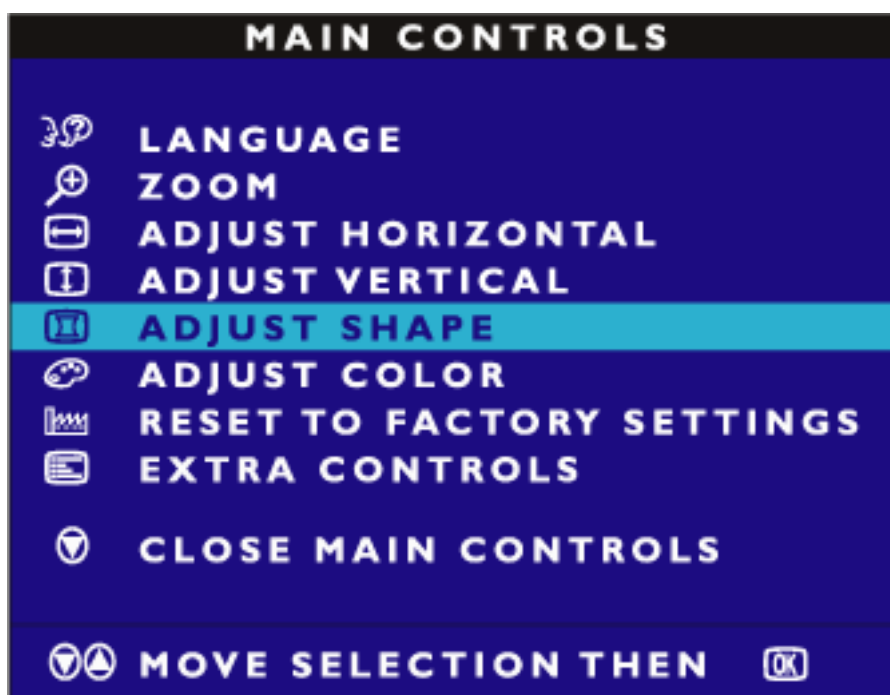 MAIN CONTROLS
LANGUAGE
ZOOM
ADJUST HORIZONTAL
ADJUST VERTICAL
ADJUST SHAPE
ADJUST COLOR
RESET TO FACTORY SETTINGS
EXTRA CONTROLS
CLOSE MAIN CONTROLS
MOVE SELECTION THEN OK